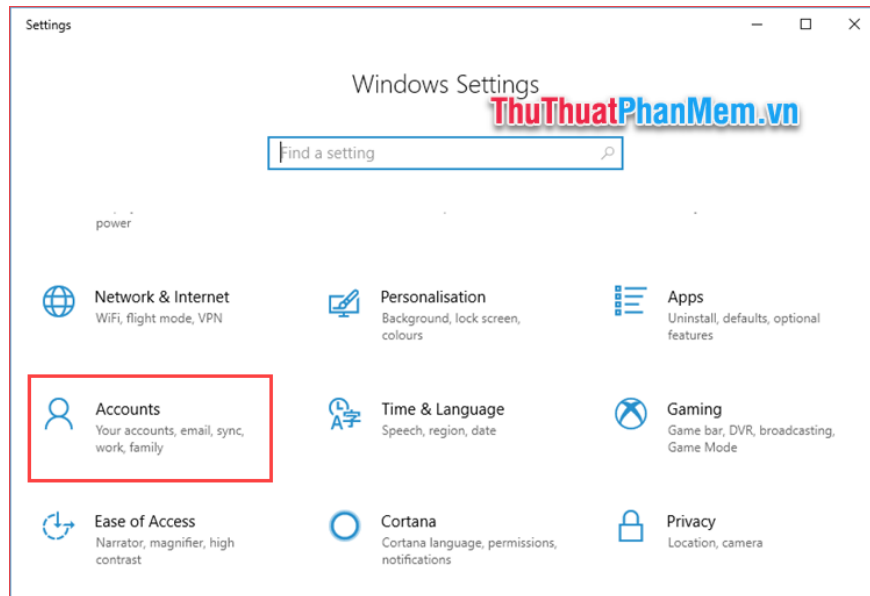 Settings
Windows Settings
ThuThuatPhanMem.vn
Find a setting
power
Network & Internet
WiFi, flight mode, VPN
Personalisation
Background, lock screen,
colours
Apps
Uninstall, defaults, optional
features
Accounts
Your accounts, email, sync,
work, family
Time & Language
Speech, region, date
Gaming
Game bar, DVR, broadcasting,
Game Mode
Ease of Access
Narrator, magnifier, high
contrast
Cortana
Cortana language, permissions,
notifications
Privacy
Location, camera